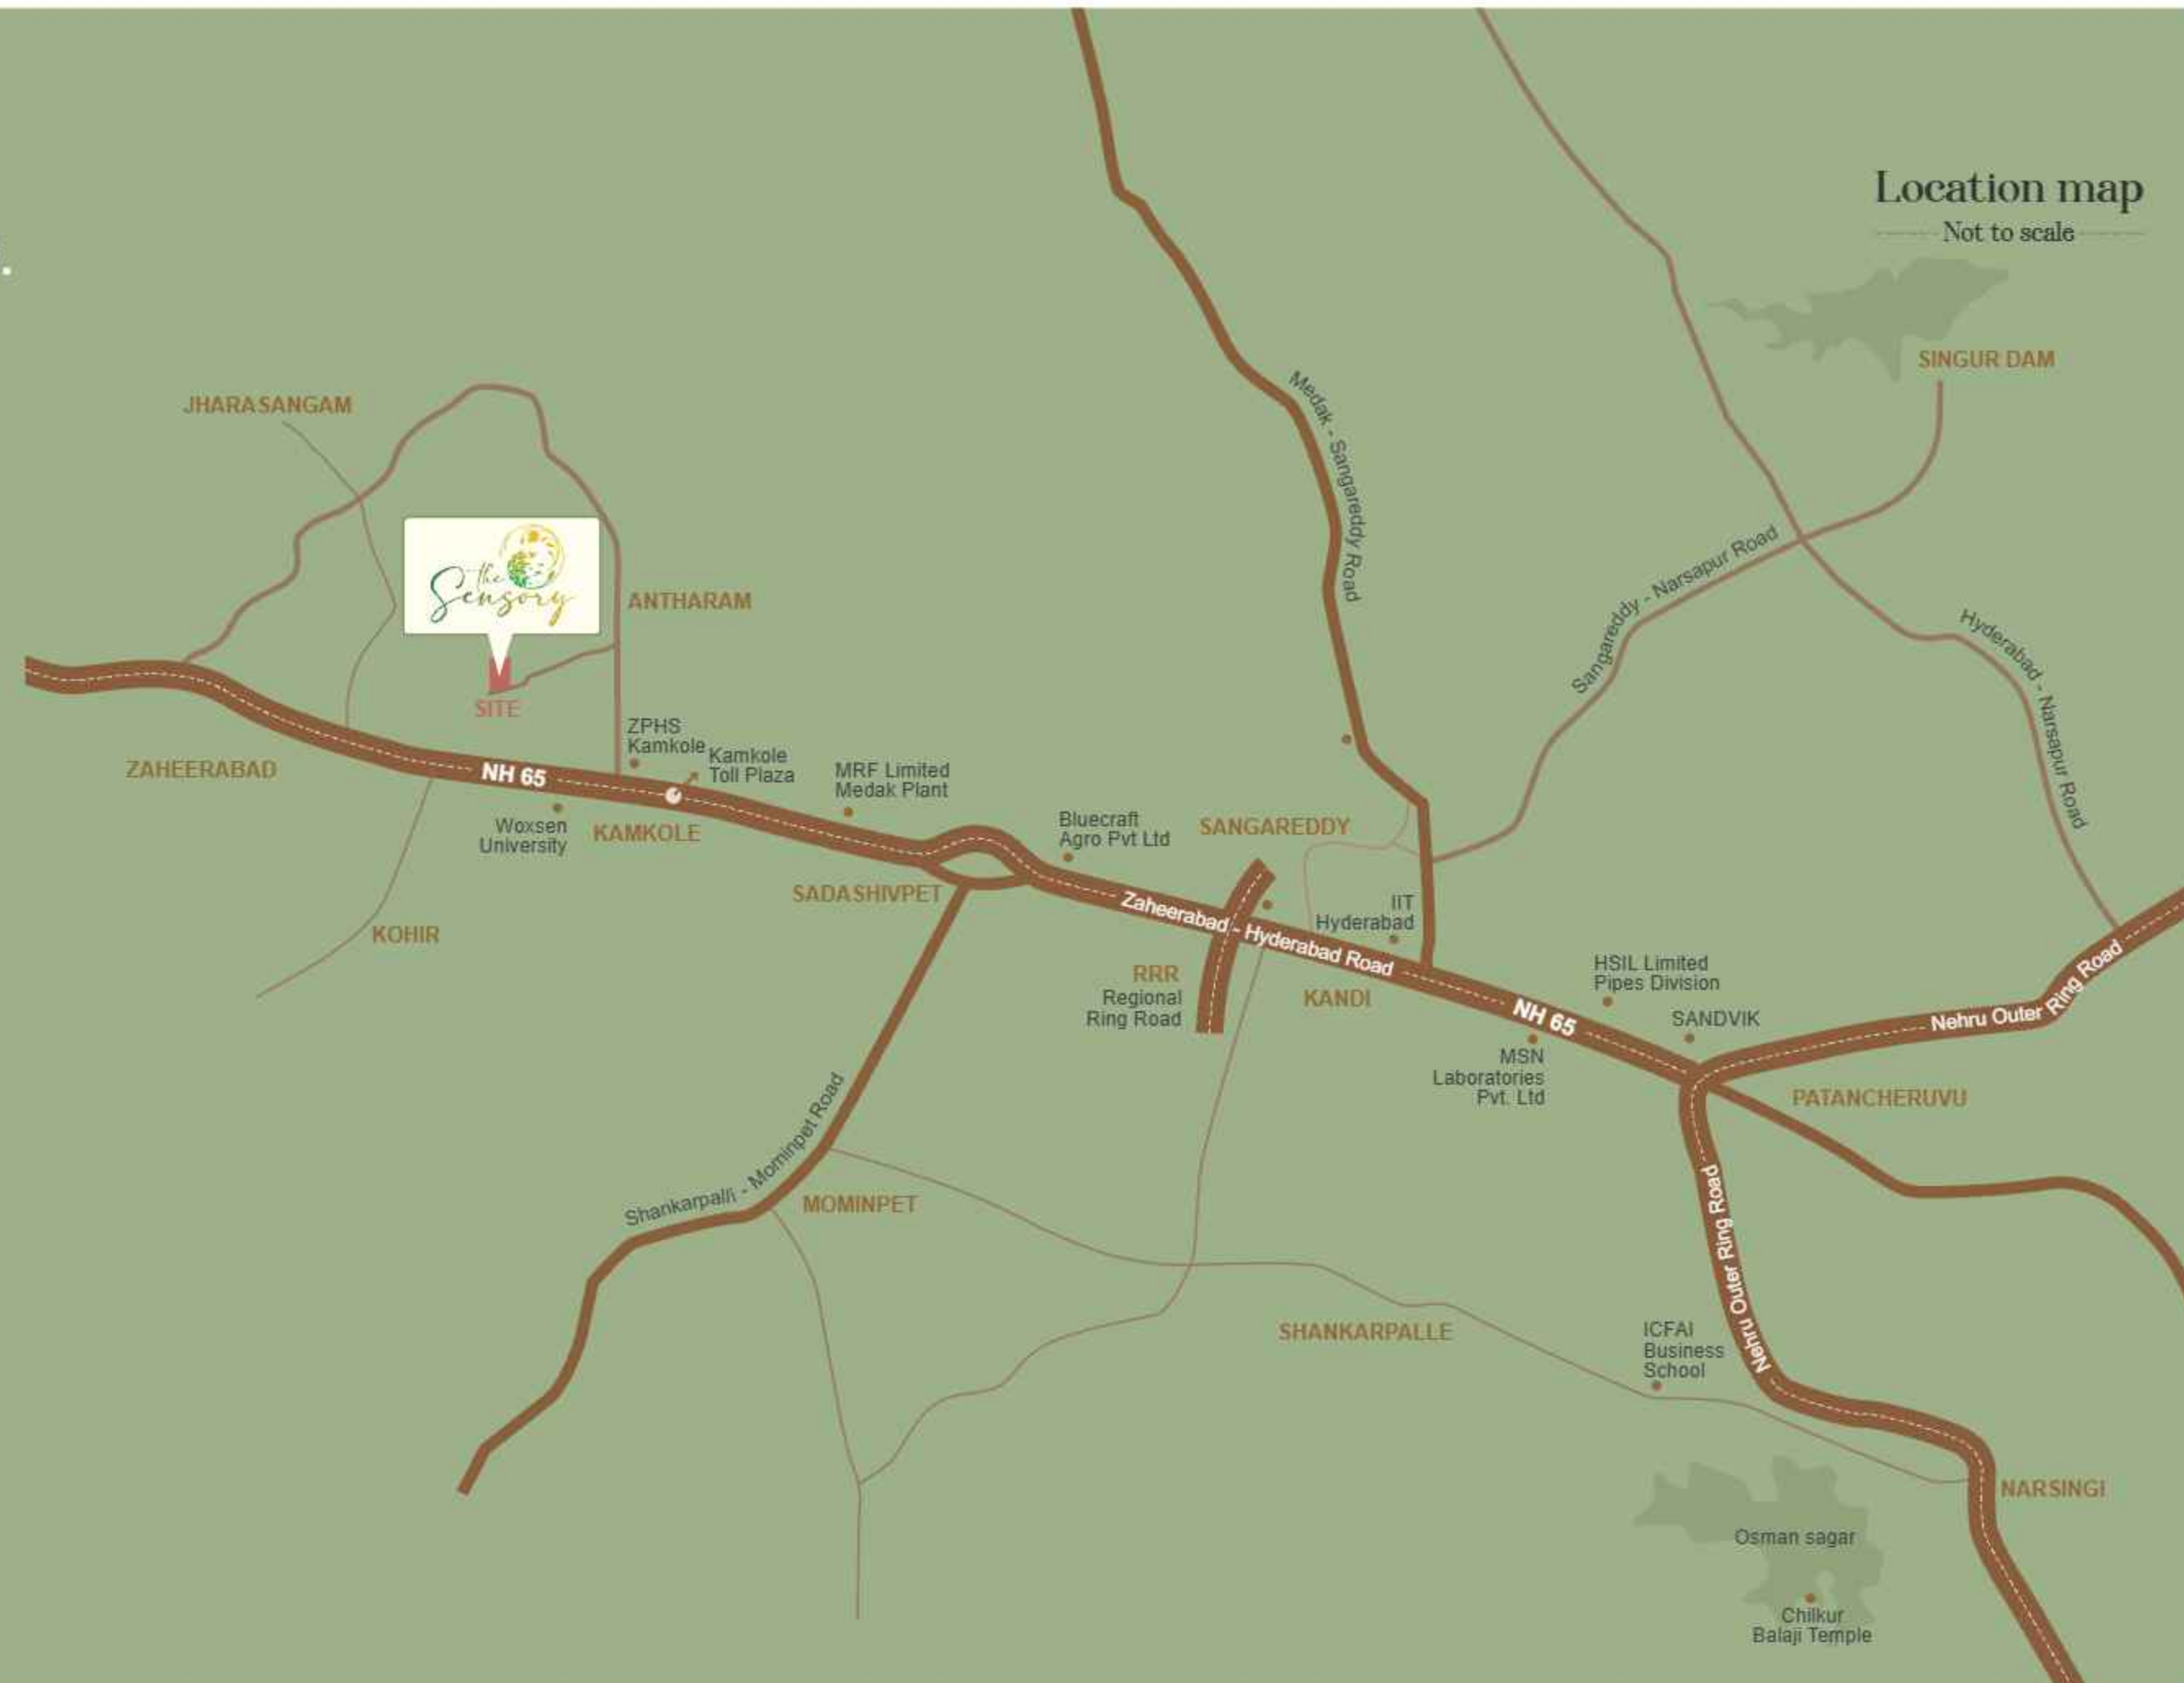 Location map
Not to scale
SINGUR DAM
JHARASANGAM
Medak - Sangareddy Road
Sangareddy - Narsapur Road
Hyderabad - Narsapur Road
the
Sensory
ANTHARAM
SITE
ZPHS
Kamkole
Kamkole
Toll Plaza
ZAHEERABAD
NH 65
MRF Limited
Medak Plant
Woxsen
University
KAMKOLE
Bluecraft
Agro Pvt Ltd
SANGAREDDY
SADASHIVPET
Zaheerabad - Hyderabad Road
IIT
Hyderabad
KOHIR
RRR
Regional
Ring Road
KANDI
HSIL Limited
Pipes Division
NH 65
SANDVIK
Nehru Outer Ring Road
MSN
Laboratories
Pvt. Ltd
PATANCHERUVU
Shankarpalli - Mominpet Road
MOMINPET
Nehru Outer Ring Road
SHANKARPALLE
ICFAI
Business
School
NARSINGI
Osman sagar
Chilkur
Balaji Temple